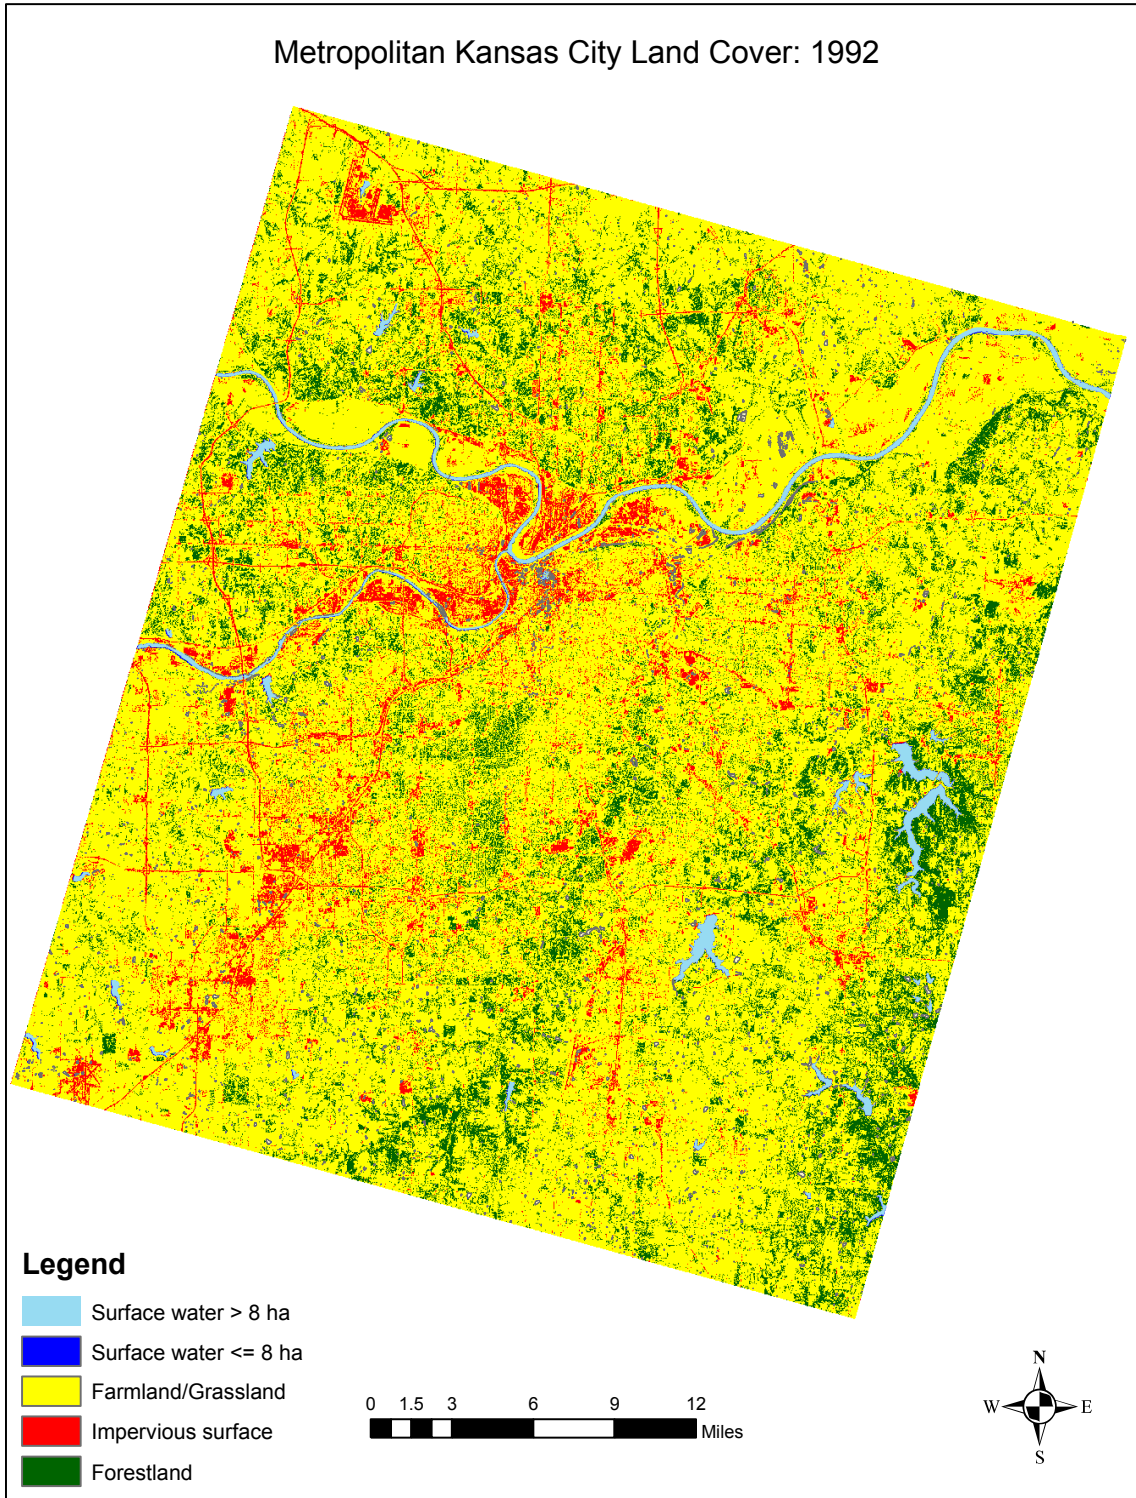 Metropolitan Kansas City Land Cover: 1992
Legend
Surface water > 8 ha
Surface water <= 8 ha
Farmland/Grassland
Impervious surface
Forestland
0 1.5 3 6 9 12
Miles
N
W E
S